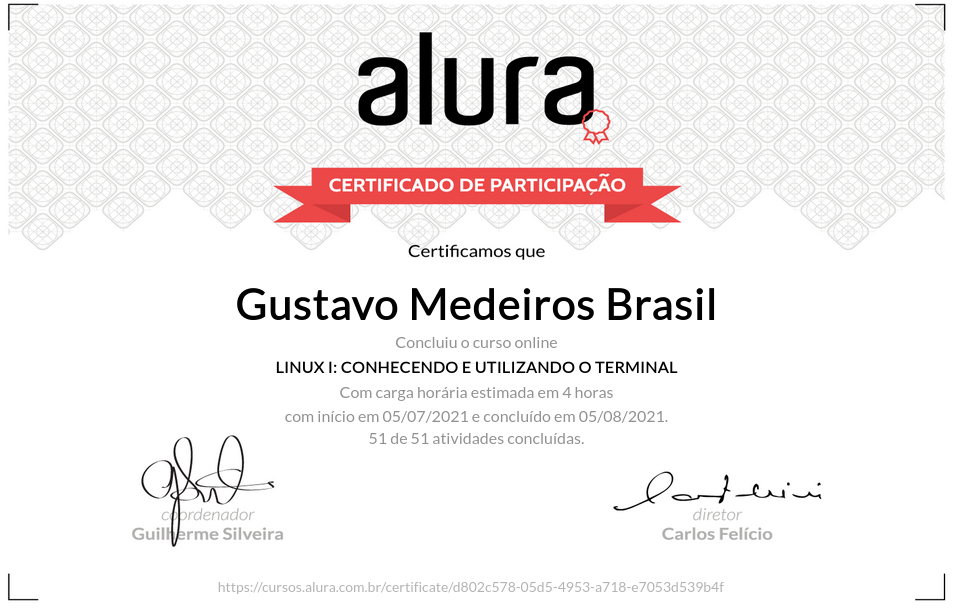 alura
CERTIFICADO DE PARTICIPAÇÃO
Certificamos que
Gustavo Medeiros Brasil
Concluiu o curso online
LINUX I: CONHECENDO E UTILIZANDO O TERMINAL
Com carga horária estimada em 4 horas
com início em 05/07/2021 e concluído em 05/08/2021.
51 de 51 atividades concluídas.
coordenador
Guilherme Silveira
diretor
Carlos Felício
https://cursos.alura.com.br/certificate/d802c578-05d5-4953-a718-e7053d539b4f